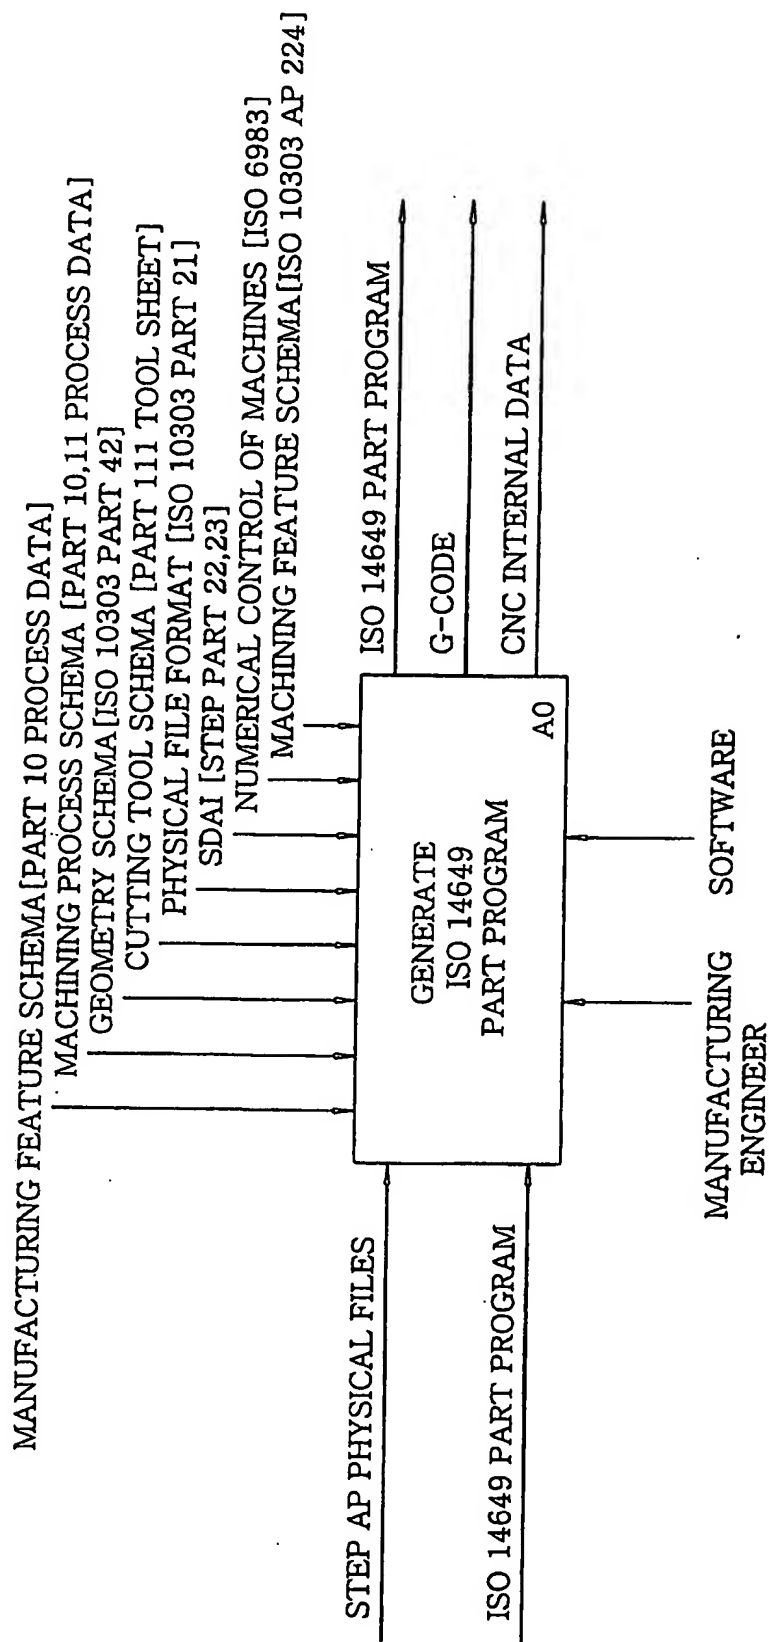 MANUFACTURING FEATURE SCHEMA[PART 10 PROCESS DATA]
MACHINING PROCESS SCHEMA [PART 10,11 PROCESS DATA]
GEOMETRY SCHEMA[ISO 10303 PART 42]
CUTTING TOOL SCHEMA [PART 111 TOOL SHEET]
PHYSICAL FILE FORMAT [ISO 10303 PART 21]
SDAI [STEP PART 22,23]
NUMERICAL CONTROL OF MACHINES [ISO 6983]
MACHINING FEATURE SCHEMA[ISO 10303 AP 224]
STEP AP PHYSICAL FILES
ISO 14649 PART PROGRAM
GENERATE
ISO 14649
PART PROGRAM
A0
ISO 14649 PART PROGRAM
G-CODE
CNC INTERNAL DATA
MANUFACTURING
ENGINEER
SOFTWARE